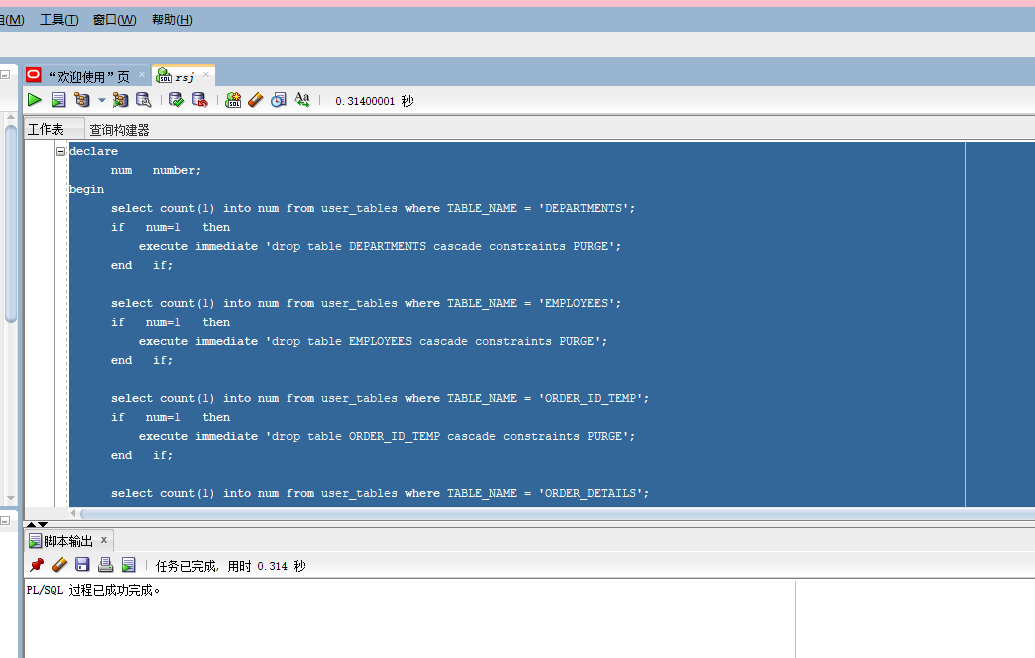 工具(T) 窗口(W) 帮助(H)
“欢迎使用”页 rsj
0.31400001 秒
工作表 查询构建器
declare
num number;
begin
select count(1) into num from user_tables where TABLE_NAME = 'DEPARTMENTS';
if num=1 then
execute immediate 'drop table DEPARTMENTS cascade constraints PURGE';
end if;
select count(1) into num from user_tables where TABLE_NAME = 'EMPLOYEES';
if num=1 then
execute immediate 'drop table EMPLOYEES cascade constraints PURGE';
end if;
select count(1) into num from user_tables where TABLE_NAME = 'ORDER_ID_TEMP';
if num=1 then
execute immediate 'drop table ORDER_ID_TEMP cascade constraints PURGE';
end if;
select count(1) into num from user_tables where TABLE_NAME = 'ORDER_DETAILS';
脚本输出
任务已完成, 用时 0.314 秒
PL/SQL 过程已成功完成。